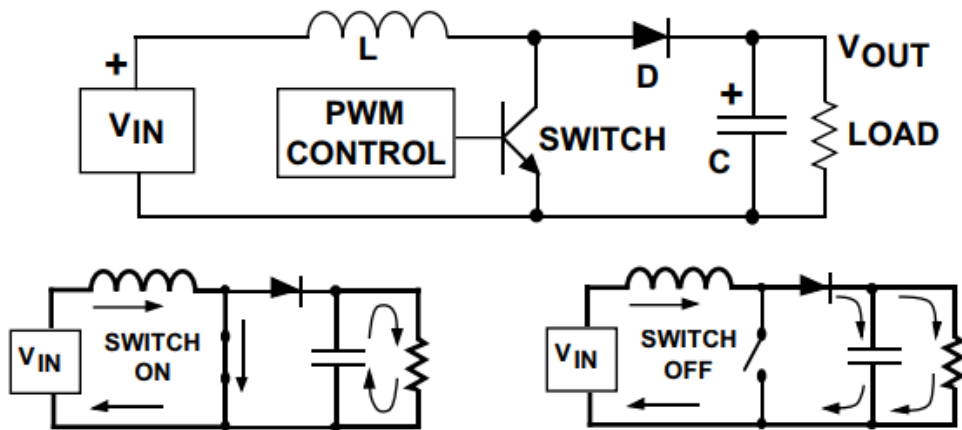 L
+
VIN
PWM
CONTROL
SWITCH
D
+
C
VOUT
LOAD
VIN
SWITCH
ON
VIN
SWITCH
OFF